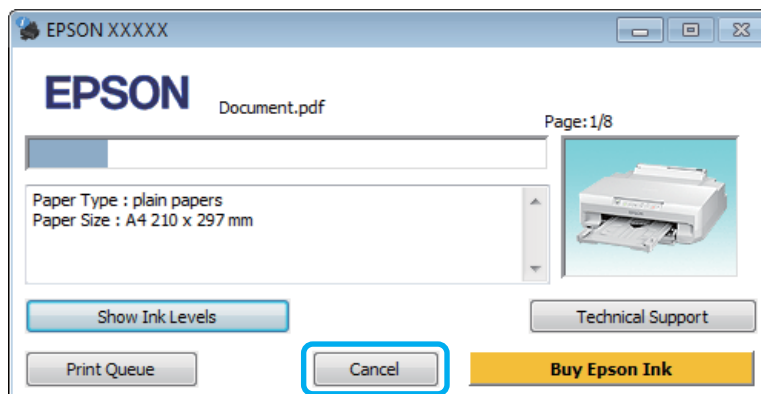 EPSON XXXXX
EPSON
Document.pdf
Page:1/8
Paper Type : plain papers
Paper Size : A4 210 x 297 mm
Show Ink Levels
Technical Support
Print Queue
Cancel
Buy Epson Ink